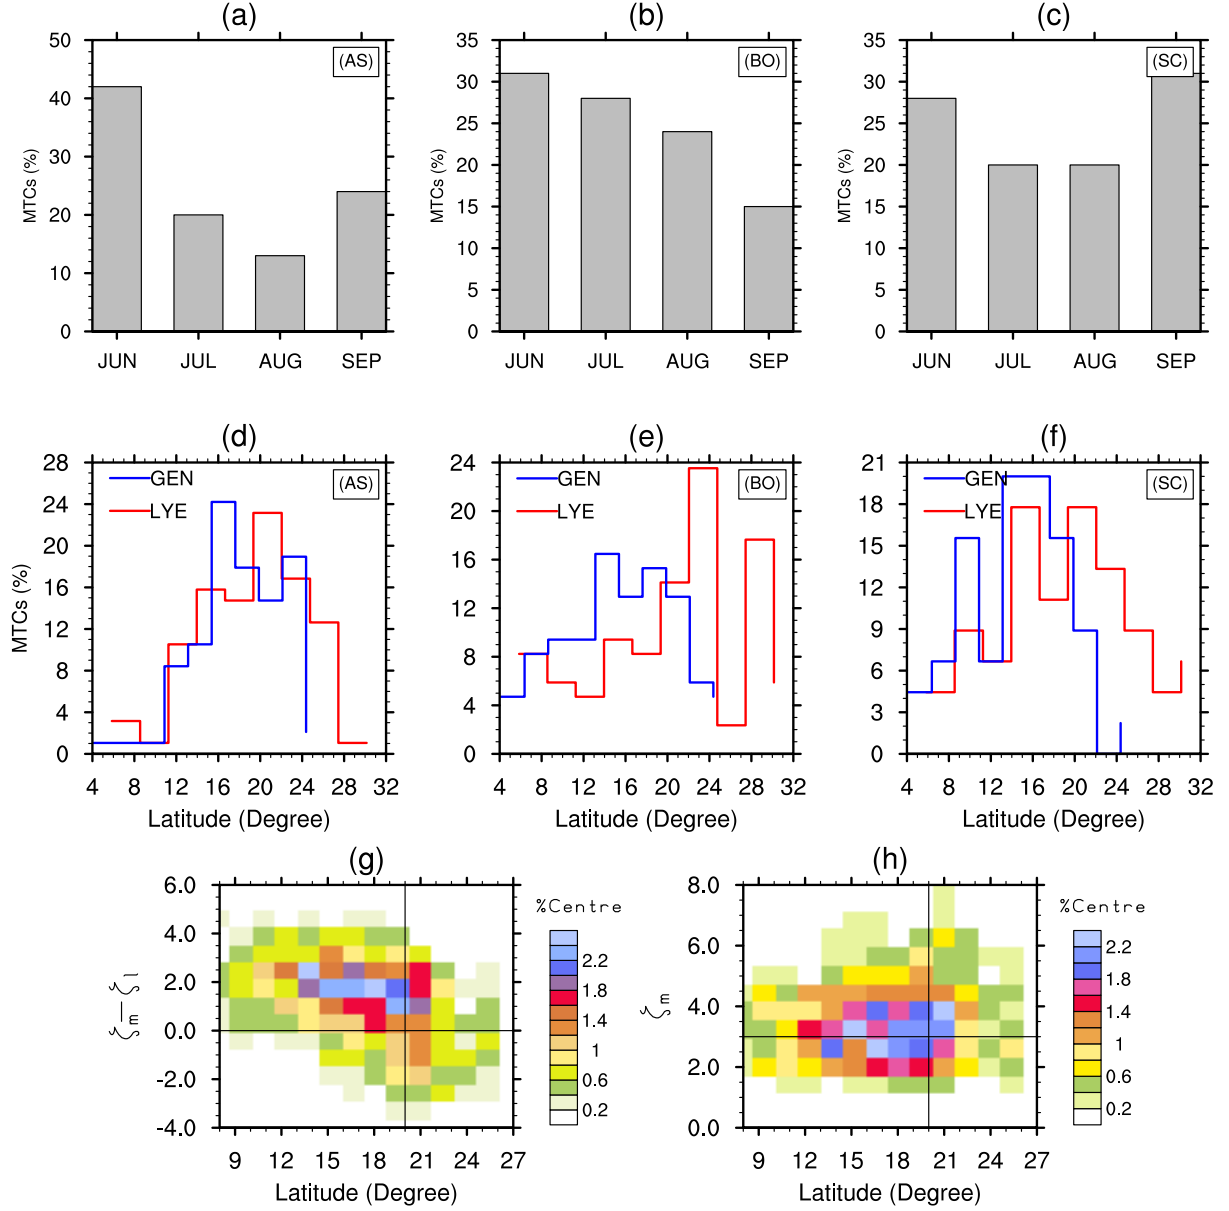 (a) (b) (c)
50 (AS) 35 (BO) 35 (SC)
40 30 30
30 25 25
20 20 20
10 15 15
0 10 10
5 5
0 0
MTCs (%) MTCs (%) MTCs (%)
JUN JUL AUG SEP JUN JUL AUG SEP JUN JUL AUG SEP
(d) (e) (f)
28 GEN (AS) 24 GEN (BO) 21 GEN (SC)
24 LYE 20 LYE 18 LYE
20 16 15
16 12 12
12 8 9
8 4 6
4 0 3
0 0
MTCs (%)
4 8 12 16 20 24 28 32 4 8 12 16 20 24 28 32 4 8 12 16 20 24 28 32
Latitude (Degree) Latitude (Degree) Latitude (Degree)
(g) (h)
6.0 %Centre 8.0 %Centre
4.0 2.2 6.0 2.2
2.0 1.8 4.0 1.8
0.0 1.4 2.0 1.4
-2.0 1 0.0 1
-4.0 0.6 0.6
0.2 0.2
ζm−ζl ζm
9 12 15 18 21 24 27 9 12 15 18 21 24 27
Latitude (Degree) Latitude (Degree)